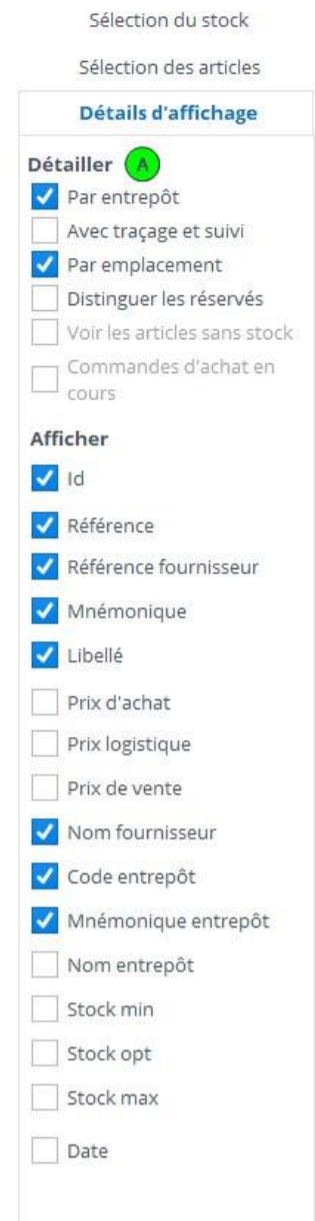 Sélection du stock
Sélection des articles
Détails d'affichage
Détailler A
Par entrepôt
Avec traçage et suivi
Par emplacement
Distinguer les réservés
Voir les articles sans stock
Commandes d'achat en
cours
Afficher
Id
Référence
Référence fournisseur
Mnémonique
Libellé
Prix d'achat
Prix logistique
Prix de vente
Nom fournisseur
Code entrepôt
Mnémonique entrepôt
Nom entrepôt
Stock min
Stock opt
Stock max
Date